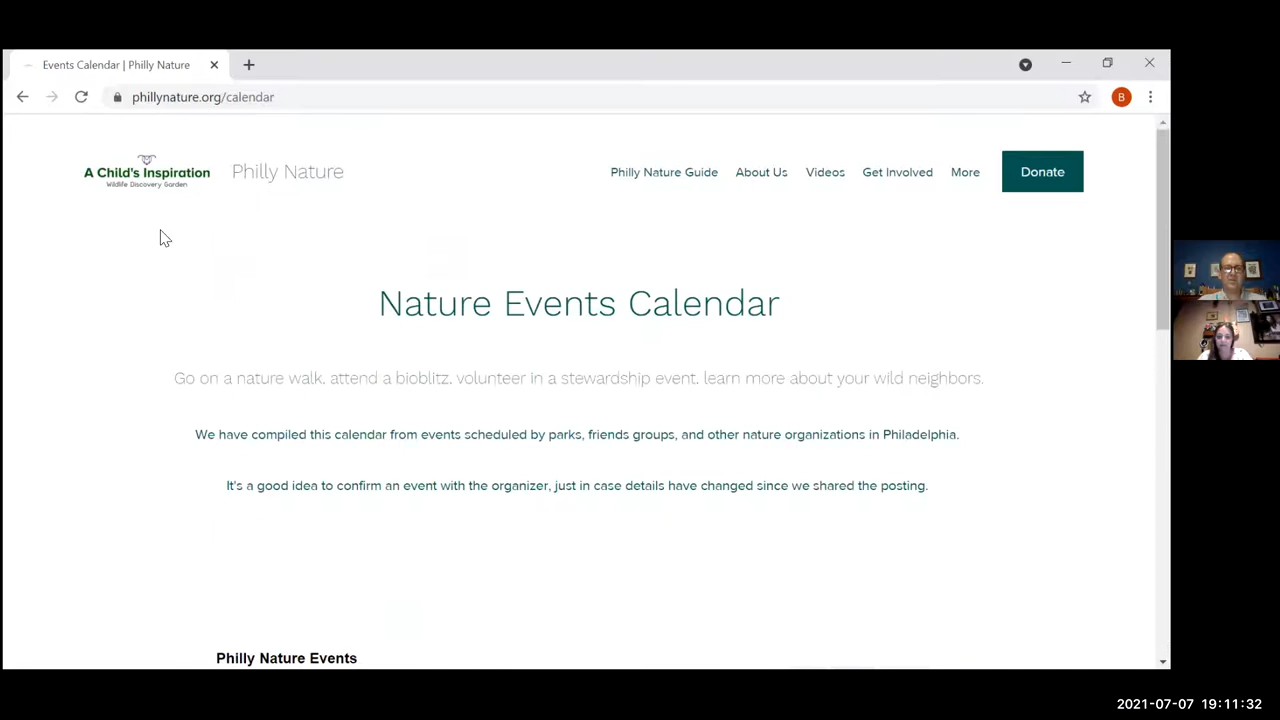 Events Calendar | Philly Nature
phillynature.org/calendar
B
A Child's Inspiration
Wildlife Discovery Garden
Philly Nature
Philly Nature Guide About Us Videos Get Involved More Donate
Nature Events Calendar
Go on a nature walk. attend a bioblitz. volunteer in a stewardship event. learn more about your wild neighbors.
We have compiled this calendar from events scheduled by parks, friends groups, and other nature organizations in Philadelphia.
It's a good idea to confirm an event with the organizer, just in case details have changed since we shared the posting.
Philly Nature Events
2021-07-07 19:11:32